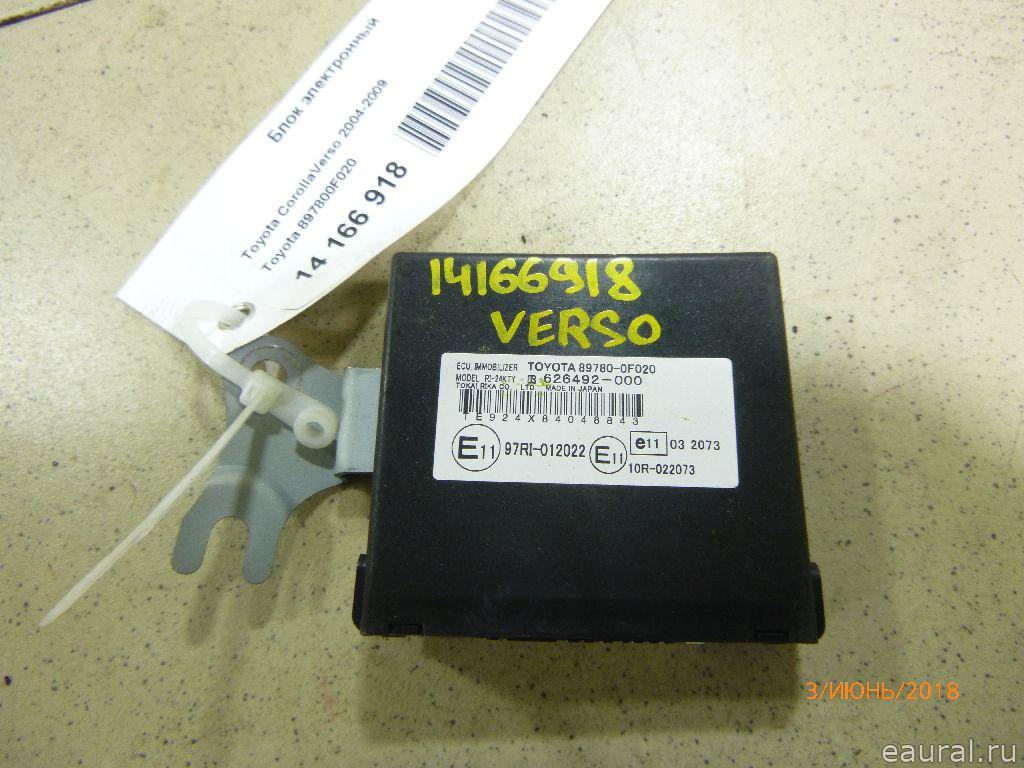 Блок электронный
Toyota CorollaVerso 2004-2009
Toyota 897800F020
14 166 918
14166918
VERSO
ECU, IMMOBILIZER TOYOTA 89780-0F020
MODEL RI-24KTY 626492-000
TOKAI RIKA CO., LTD. MADE IN JAPAN
TE924X84048843
E11 97RI-012022 E11 e11 03 2073
10R-022073
3/ИЮНЬ/2018
eaural.ru